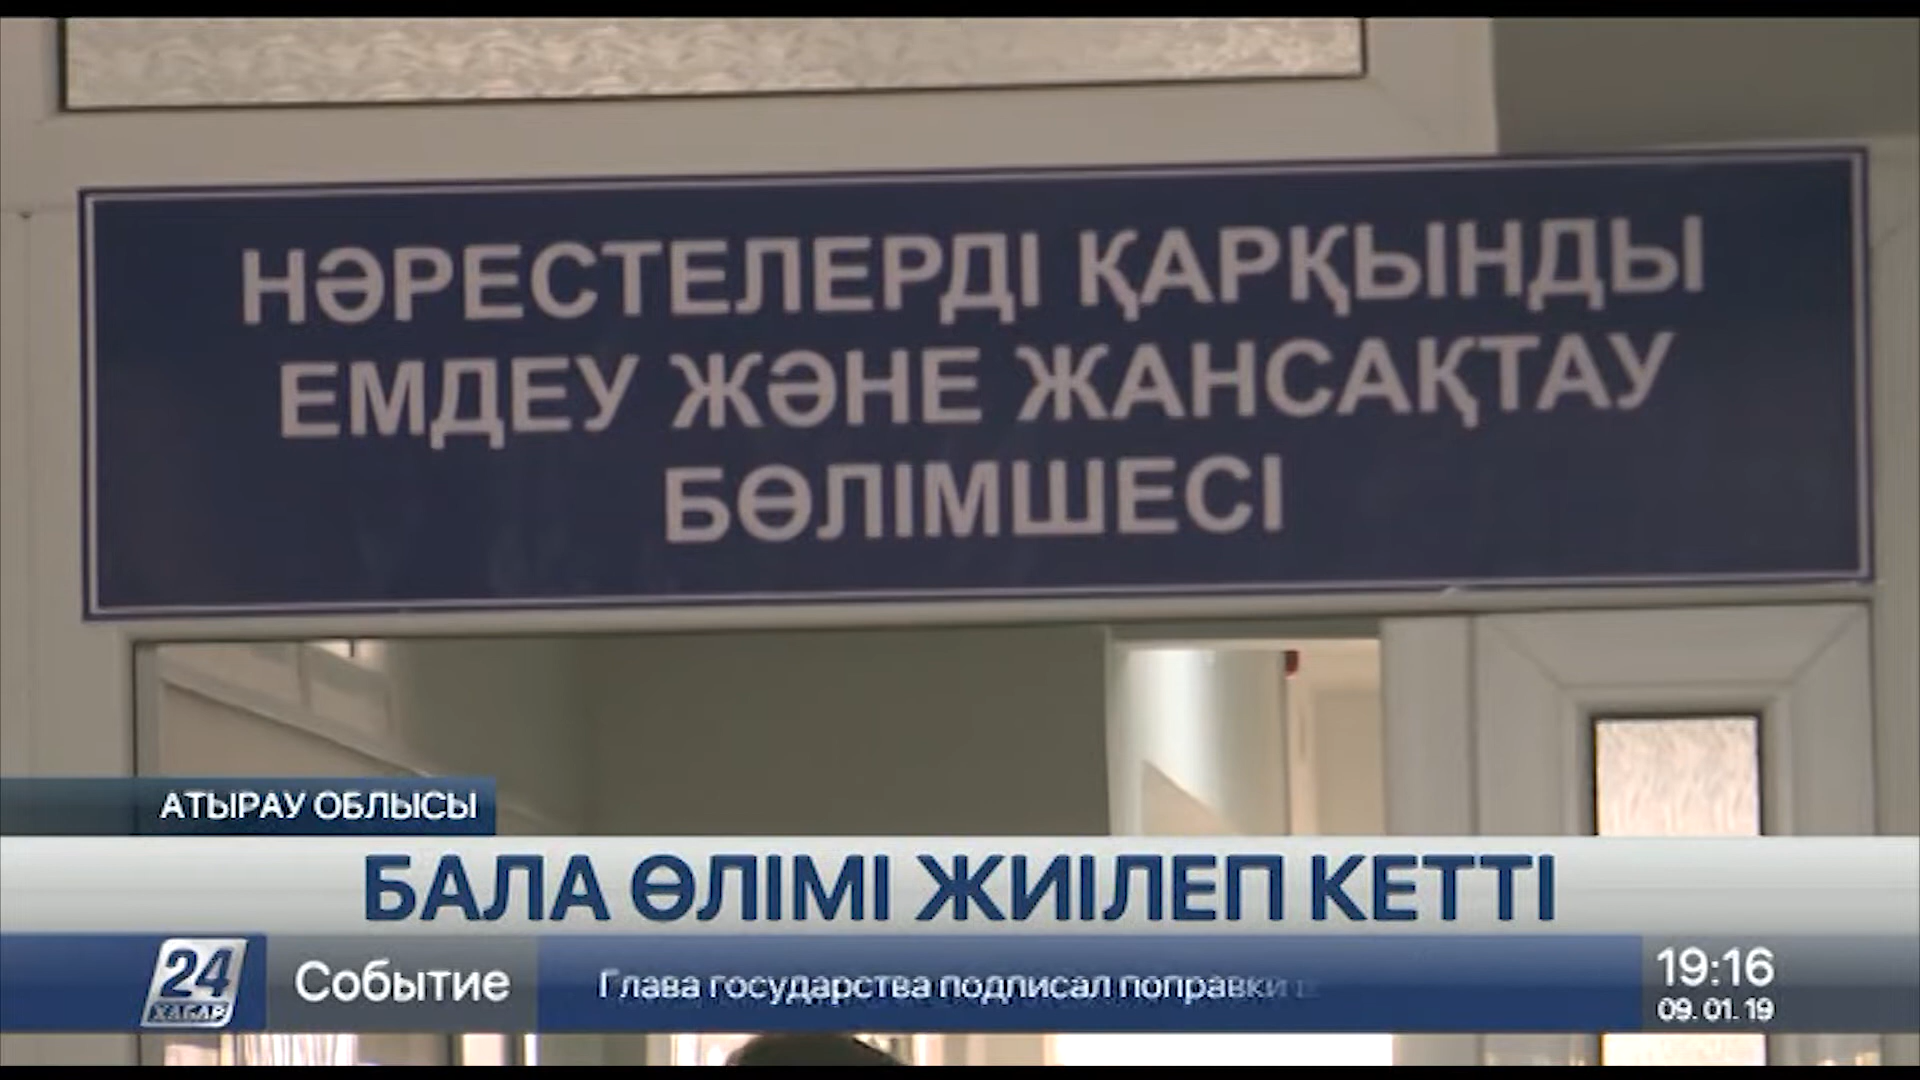 НӘРЕСТЕЛЕРДІ ҚАРҚЫНДЫ
ЕМДЕУ ЖӘНЕ ЖАНСАҚТАУ
БӨЛІМШЕСІ
АТЫРАУ ОБЛЫСЫ
БАЛА ӨЛІМІ ЖИІЛЕП КЕТТІ
24
ХАБАР
Событие
Глава государства подписал поправки
19:16
09. 01. 19